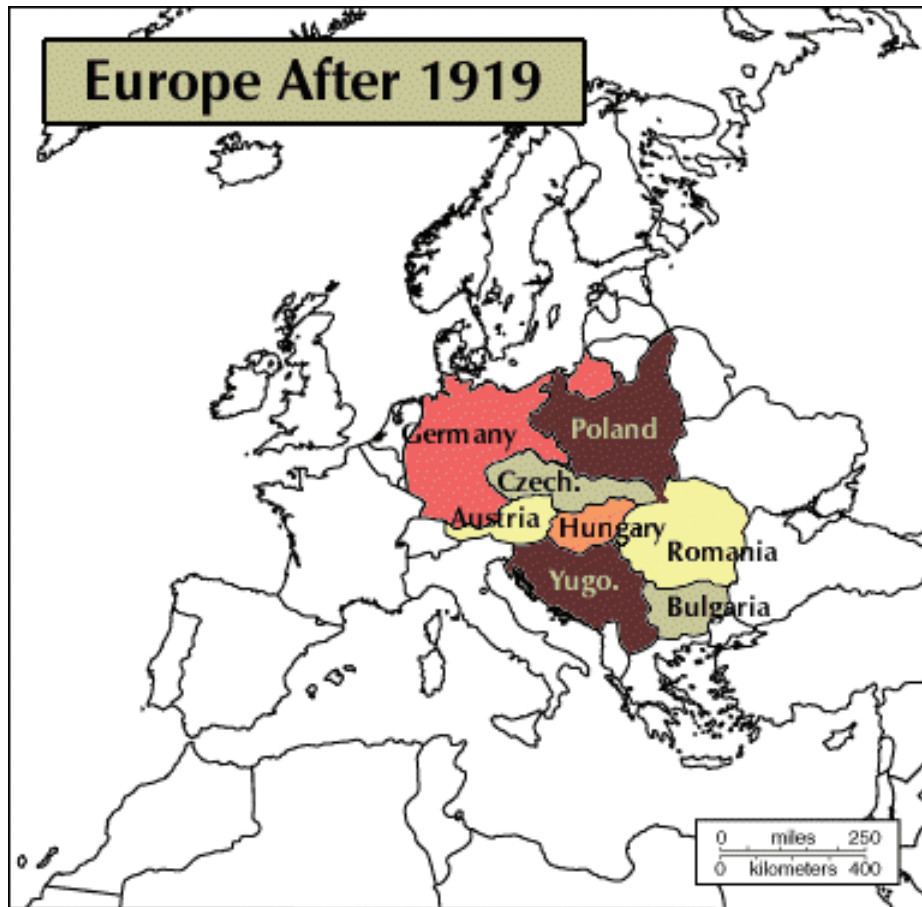 Europe After 1919
Germany
Poland
Czech.
Austria
Hungary
Romania
Yugo.
Bulgaria
0 miles 250
0 kilometers 400